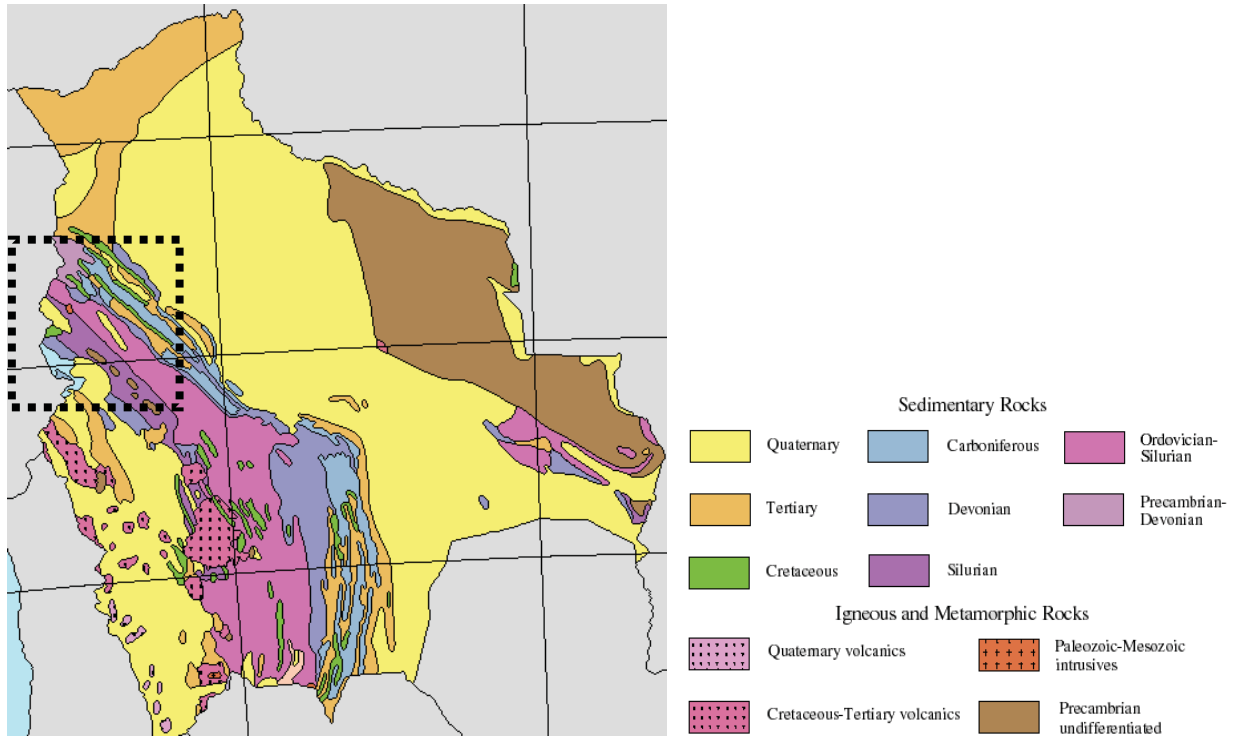 Sedimentary Rocks
Quaternary
Carboniferous
Ordovician-
Silurian
Tertiary
Devonian
Precambrian-
Devonian
Cretaceous
Silurian
Igneous and Metamorphic Rocks
Quaternary volcanics
Paleozoic-Mesozoic
intrusives
Cretaceous-Tertiary volcanics
Precambrian
undifferentiated